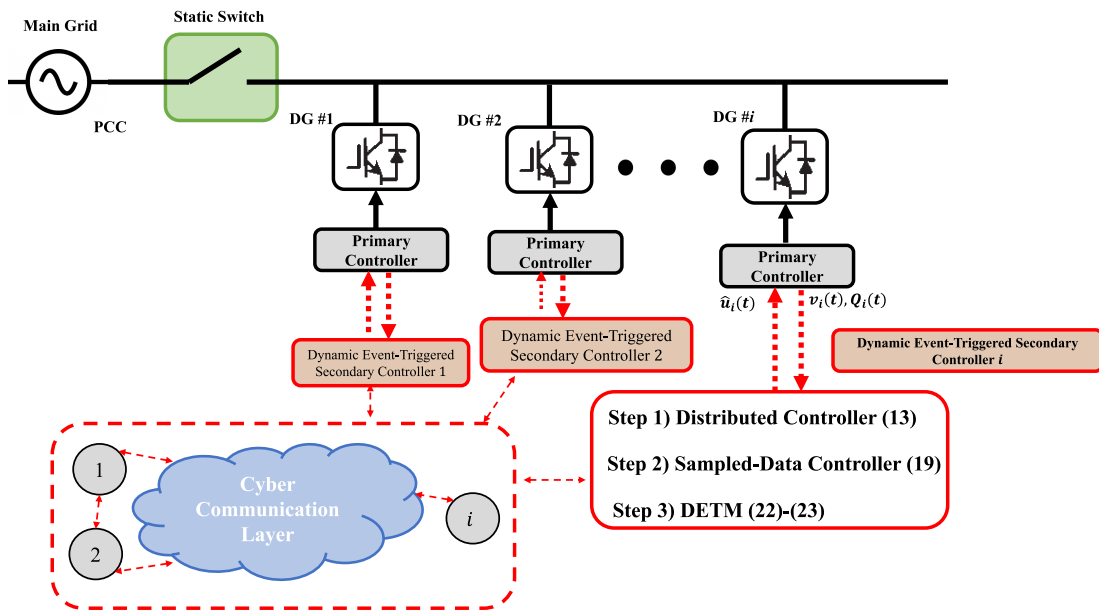 Main Grid
Static Switch
PCC
DG #1
DG #2
DG #i
Primary
Controller
Primary
Controller
Primary
Controller
û_i(t)
v_i(t), Q_i(t)
Dynamic Event-Triggered
Secondary Controller 1
Dynamic Event-Triggered
Secondary Controller 2
Dynamic Event-Triggered Secondary
Controller i
Step 1) Distributed Controller (13)
Step 2) Sampled-Data Controller (19)
Step 3) DETM (22)-(23)
1
2
i
Cyber
Communication
Layer